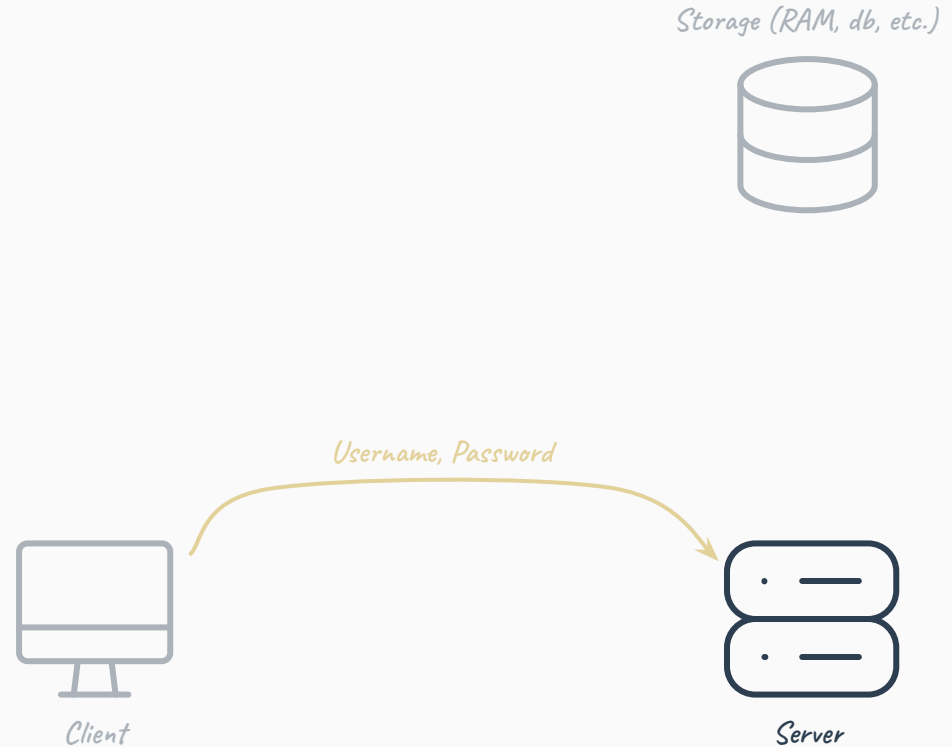 Storage (RAM, db, etc.)
Username, Password
Client
Server